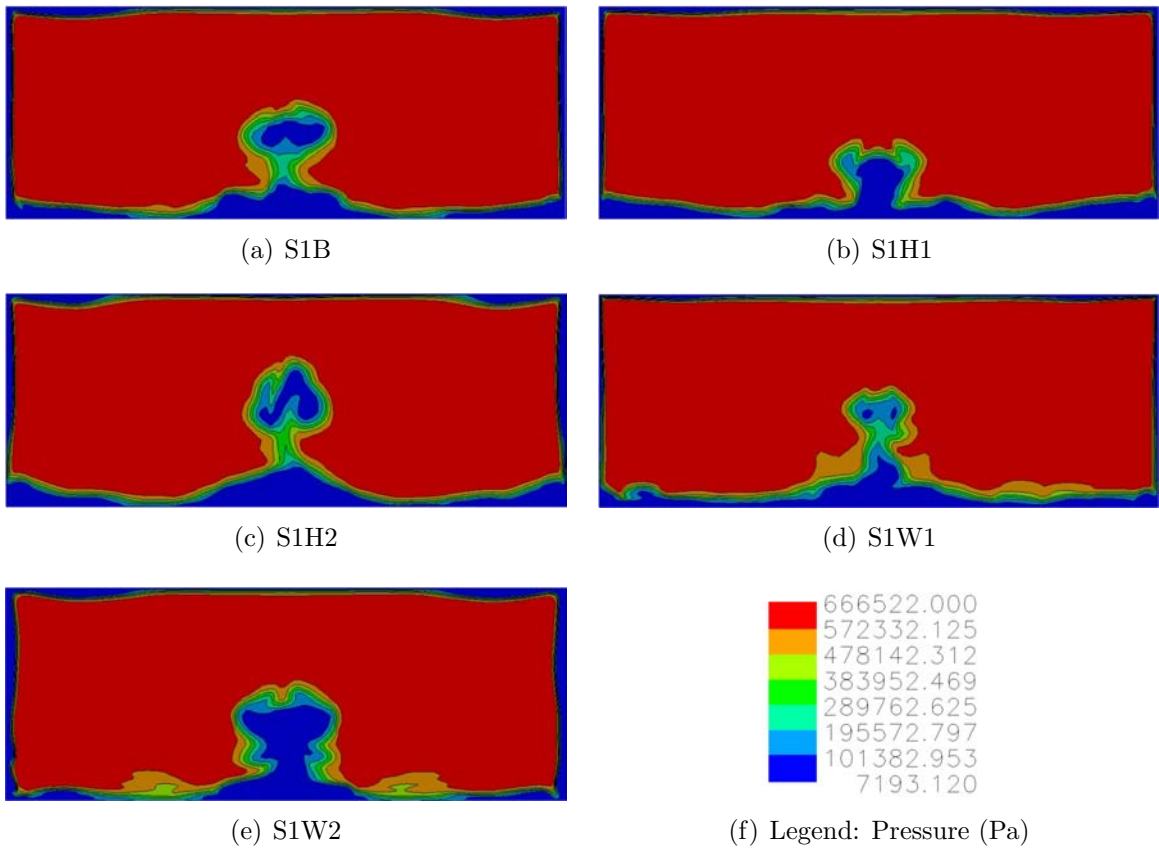 (a) S1B
(b) S1H1
(c) S1H2
(d) S1W1
666522.000
572332.125
478142.312
383952.469
289762.625
195572.797
101382.953
7193.120
(e) S1W2
(f) Legend: Pressure (Pa)